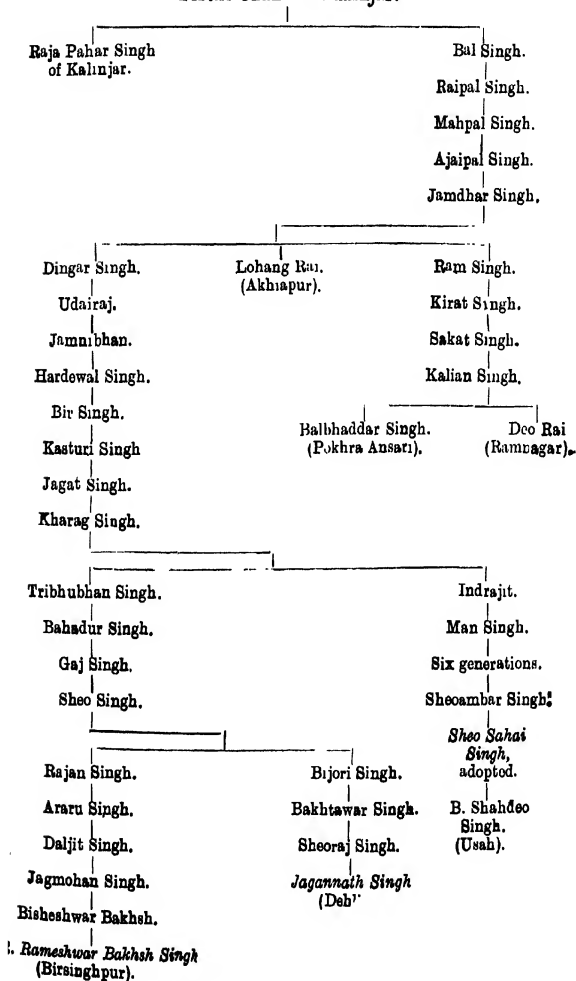 Raja Pahar Singh
of Kalinjar.
Bal Singh.
Raipal Singh.
Mahpal Singh.
Ajaipal Singh.
Jamdhar Singh.
Dingar Singh.
Lohang Rai.
(Akhiapur).
Ram Singh.
Udairaj.
Kirat Singh.
Jamnibhan.
Sakat Singh.
Hardewal Singh.
Kalian Singh.
Bir Singh.
Balbhaddar Singh.
(Pokhra Ansari).
Deo Rai
(Ramnagar).
Kasturi Singh
Jagat Singh.
Kharag Singh.
Tribhubhan Singh.
Indrajit.
Bahadur Singh.
Man Singh.
Gaj Singh.
Six generations.
Sheo Singh.
Sheoambar Singh.
Sheo Sahai
Singh,
adopted.
Rajan Singh.
Bijori Singh.
Araru Singh.
Bakhtawar Singh.
B. Shahdeo
Singh.
(Usah).
Daljit Singh.
Sheoraj Singh.
Jagmohan Singh.
Jagannath Singh
(Deh
Bisheshwar Bakhsh.
. Rameshwar Bakhsh Singh
(Birsinghpur).